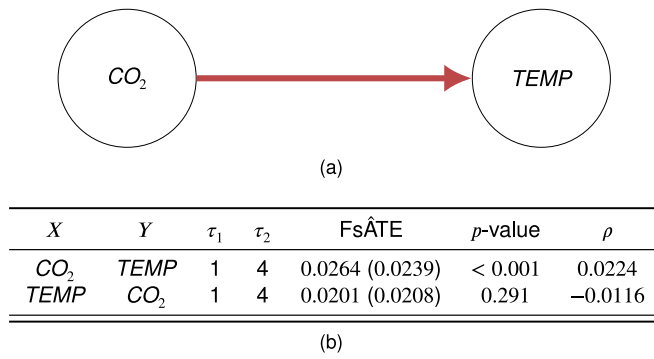 CO₂ TEMP
(a)
X Y τ₁ τ₂ FsÂTE p-value ρ
CO₂ TEMP 1 4 0.0264 (0.0239) < 0.001 0.0224
TEMP CO₂ 1 4 0.0201 (0.0208) 0.291 −0.0116
(b)